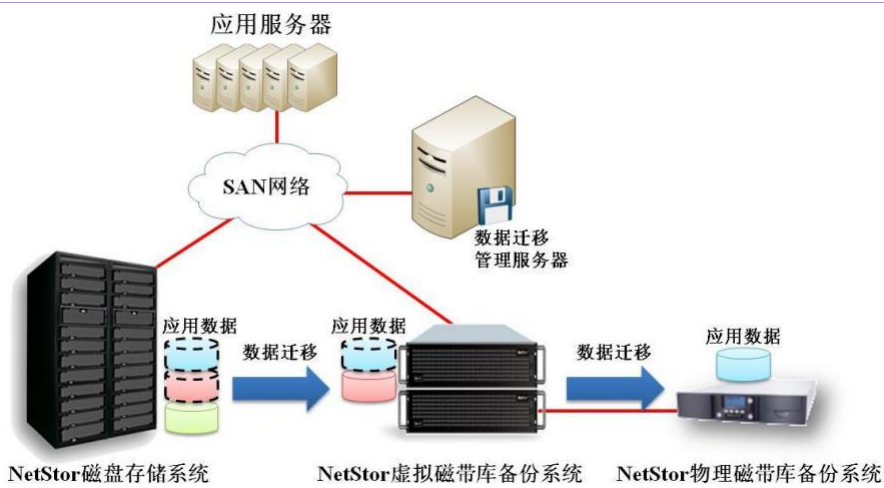 应用服务器
SAN网络
数据迁移
管理服务器
应用数据
应用数据
应用数据
数据迁移
数据迁移
NetStor磁盘存储系统
NetStor虚拟磁带库备份系统
NetStor物理磁带库备份系统